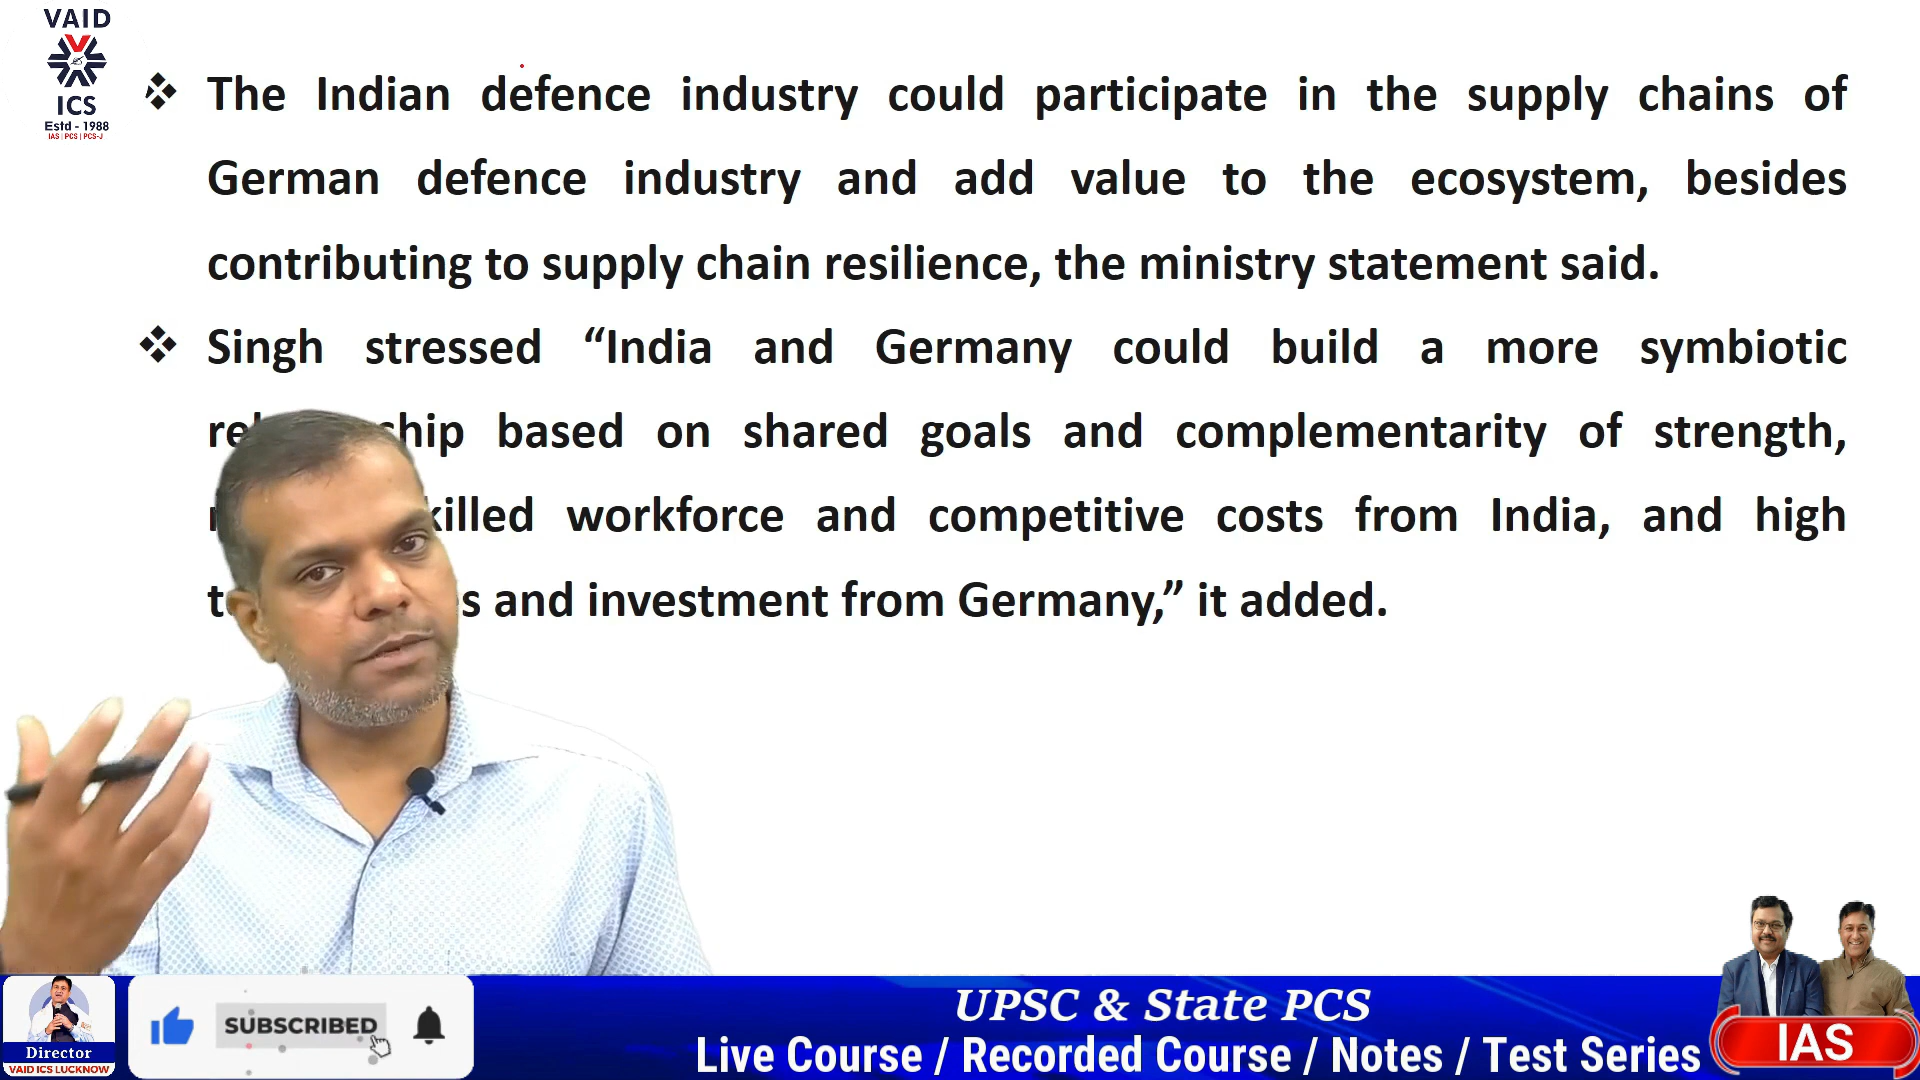 VAID
ICS
Estd - 1988
IAS | PCS | PCS-J
The Indian defence industry could participate in the supply chains of
German defence industry and add value to the ecosystem, besides
contributing to supply chain resilience, the ministry statement said.
Singh stressed “India and Germany could build a more symbiotic
based on shared goals and complementarity of strength,
workforce and competitive costs from India, and high
and investment from Germany,” it added.
Director
VAID ICS LUCKNOW
SUBSCRIBED
UPSC & State PCS
Live Course / Recorded Course / Notes / Test Series
IAS